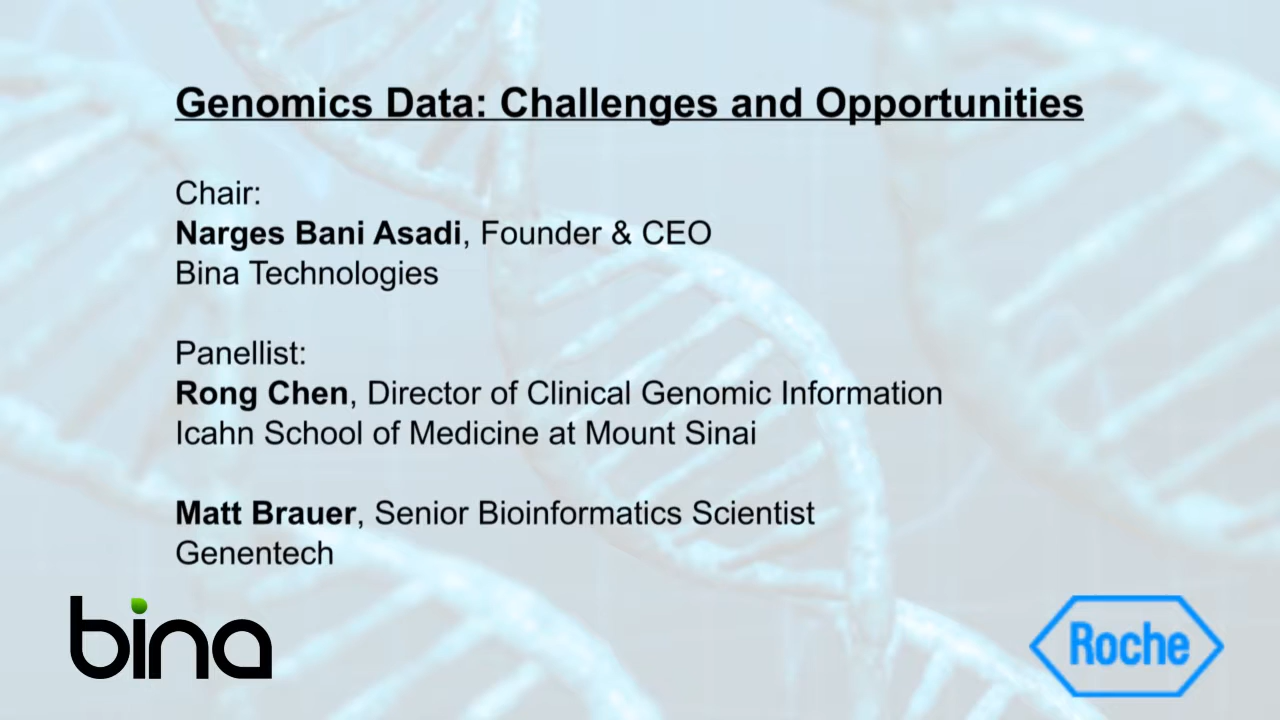 Genomics Data: Challenges and Opportunities
Chair:
Narges Bani Asadi, Founder & CEO
Bina Technologies
Panellist:
Rong Chen, Director of Clinical Genomic Information
Icahn School of Medicine at Mount Sinai
Matt Brauer, Senior Bioinformatics Scientist
Genentech
bina
Roche